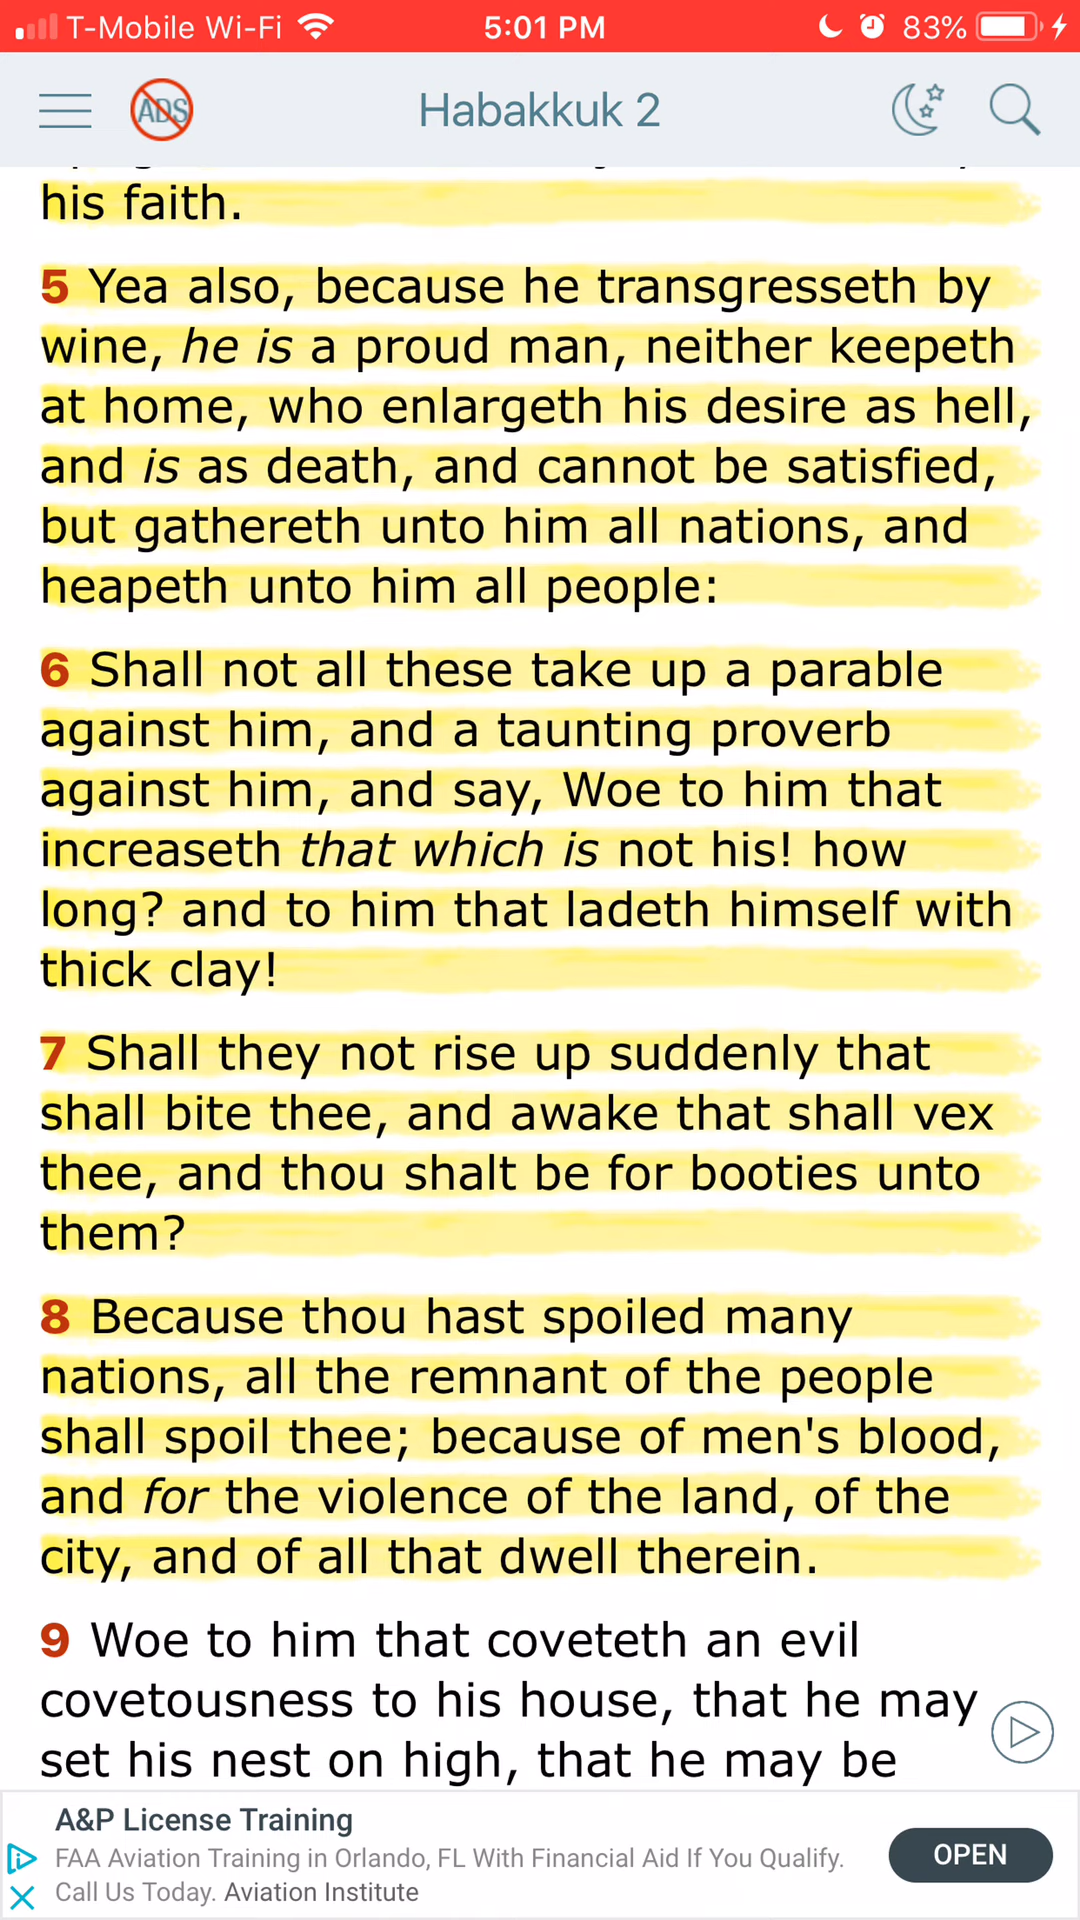 T-Mobile Wi-Fi 5:01 PM 83%
ADS Habakkuk 2
his faith.
5 Yea also, because he transgresseth by
wine, he is a proud man, neither keepeth
at home, who enlargeth his desire as hell,
and is as death, and cannot be satisfied,
but gathereth unto him all nations, and
heapeth unto him all people:
6 Shall not all these take up a parable
against him, and a taunting proverb
against him, and say, Woe to him that
increaseth that which is not his! how
long? and to him that ladeth himself with
thick clay!
7 Shall they not rise up suddenly that
shall bite thee, and awake that shall vex
thee, and thou shalt be for booties unto
them?
8 Because thou hast spoiled many
nations, all the remnant of the people
shall spoil thee; because of men's blood,
and for the violence of the land, of the
city, and of all that dwell therein.
9 Woe to him that coveteth an evil
covetousness to his house, that he may
set his nest on high, that he may be
A&P License Training
FAA Aviation Training in Orlando, FL With Financial Aid If You Qualify.
Call Us Today. Aviation Institute
OPEN